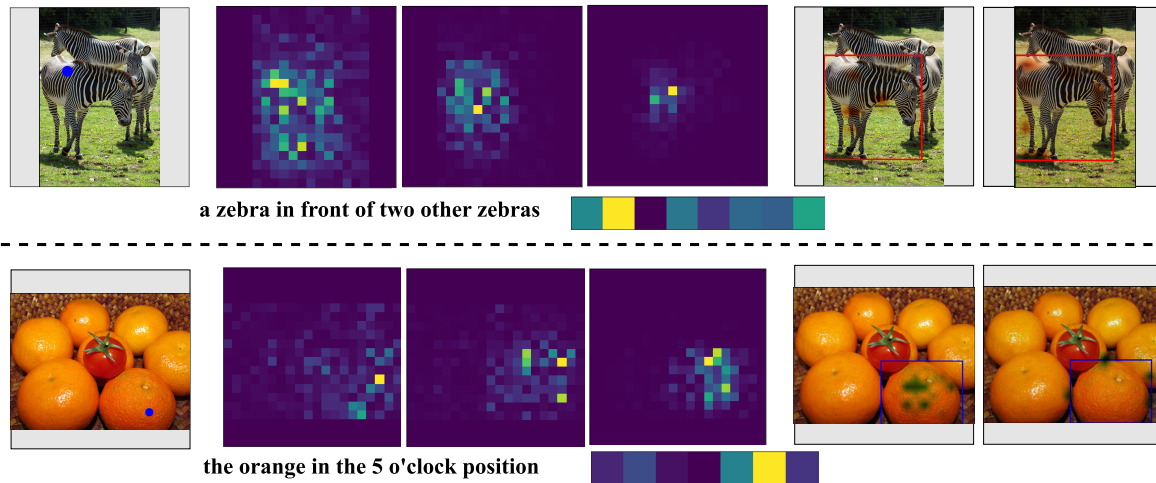 a zebra in front of two other zebras
the orange in the 5 o'clock position